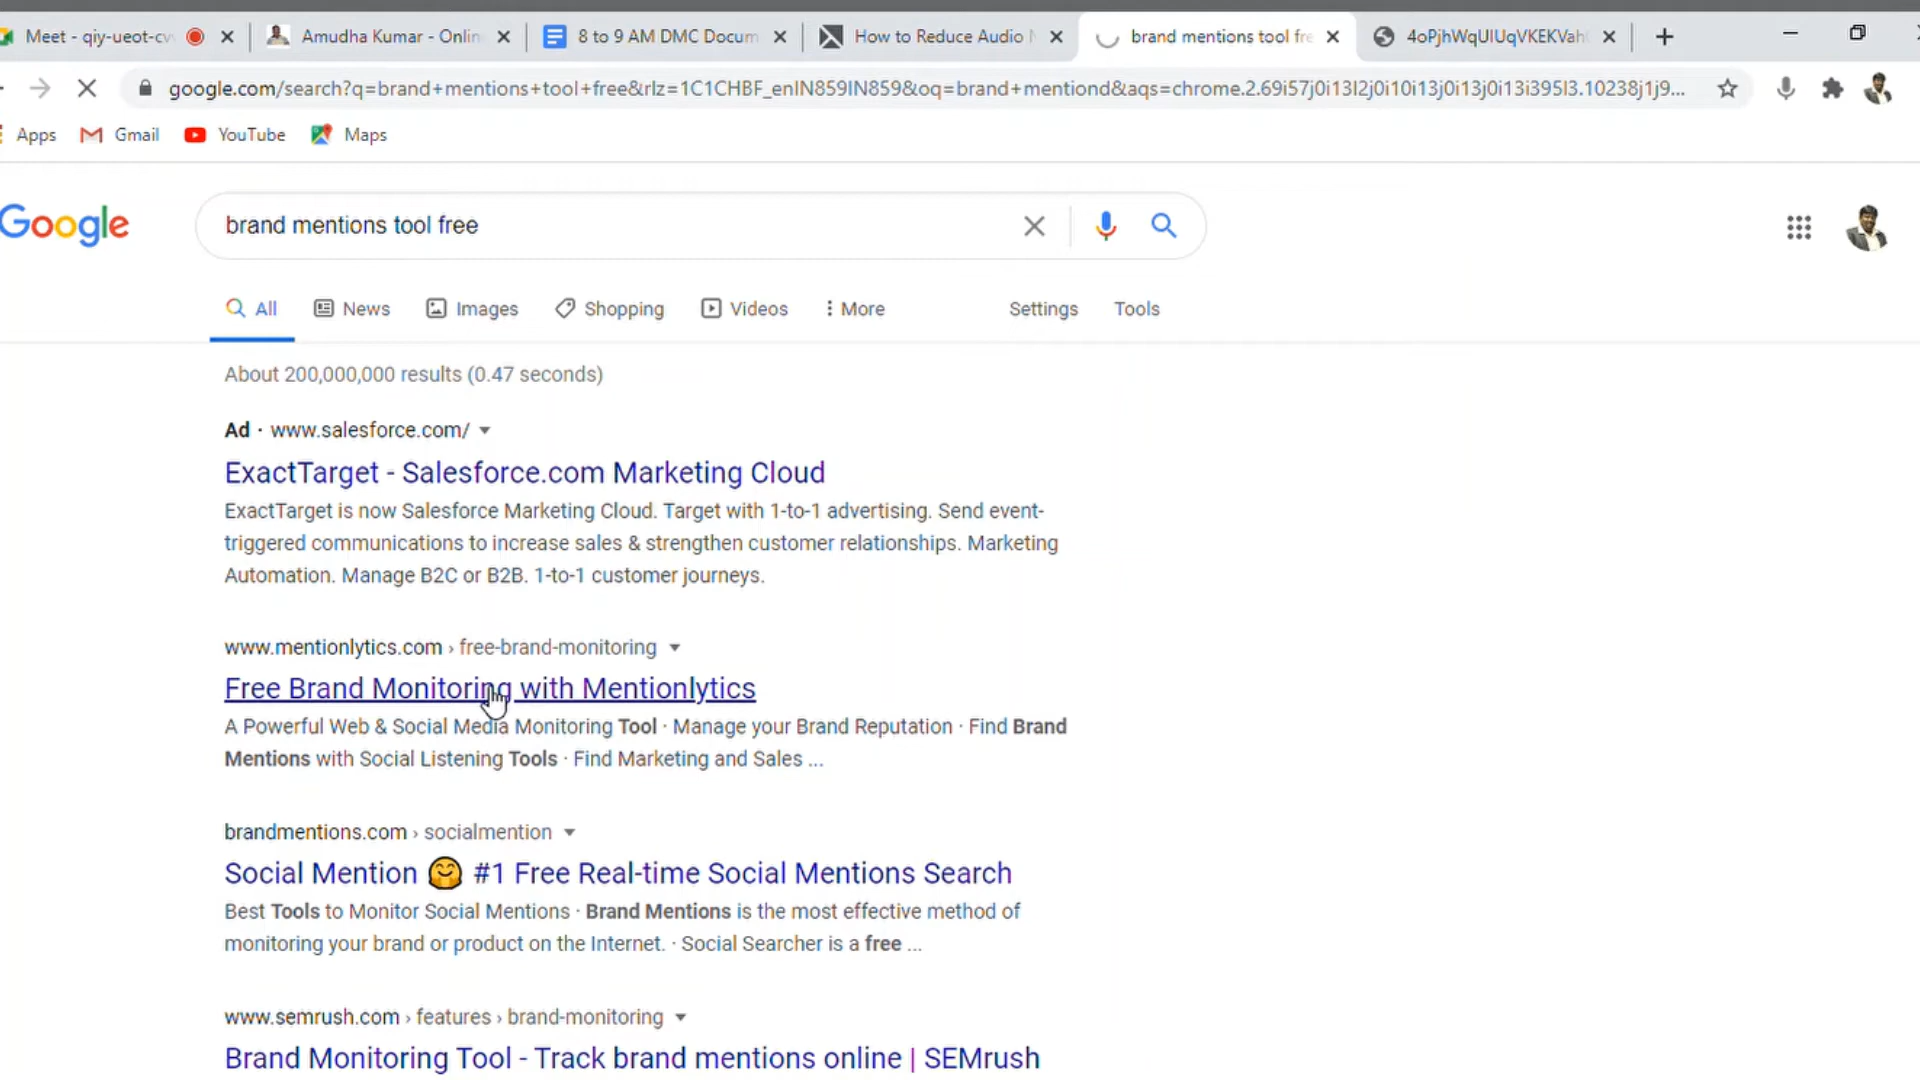 Meet - qiy-ueot-cv
Amudha Kumar - Onlin
8 to 9 AM DMC Docum
How to Reduce Audio N
brand mentions tool fre
4oPjhWqUIUqVKEKVah
google.com/search?q=brand+mentions+tool+free&rlz=1C1CHBF_enIN859IN859&oq=brand+mentiond&aqs=chrome.2.69i57j0i13l2j0i10i13j0i13j0i13i395l3.10238j1j9...
Apps
Gmail
YouTube
Maps
Google
brand mentions tool free
All
News
Images
Shopping
Videos
More
Settings
Tools
About 200,000,000 results (0.47 seconds)
Ad · www.salesforce.com/
ExactTarget - Salesforce.com Marketing Cloud
ExactTarget is now Salesforce Marketing Cloud. Target with 1-to-1 advertising. Send event-
triggered communications to increase sales & strengthen customer relationships. Marketing
Automation. Manage B2C or B2B. 1-to-1 customer journeys.
www.mentionlytics.com › free-brand-monitoring
Free Brand Monitoring with Mentionlytics
A Powerful Web & Social Media Monitoring Tool · Manage your Brand Reputation · Find Brand
Mentions with Social Listening Tools · Find Marketing and Sales ...
brandmentions.com › socialmention
Social Mention 🤗 #1 Free Real-time Social Mentions Search
Best Tools to Monitor Social Mentions · Brand Mentions is the most effective method of
monitoring your brand or product on the Internet. · Social Searcher is a free ...
www.semrush.com › features › brand-monitoring
Brand Monitoring Tool - Track brand mentions online | SEMrush